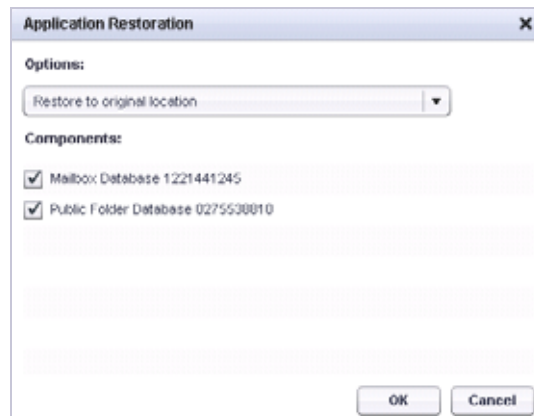 Application Restoration
Options:
Restore to original location
Components:
Mailbox Database 1221441245
Public Folder Database 0275538810
OK Cancel